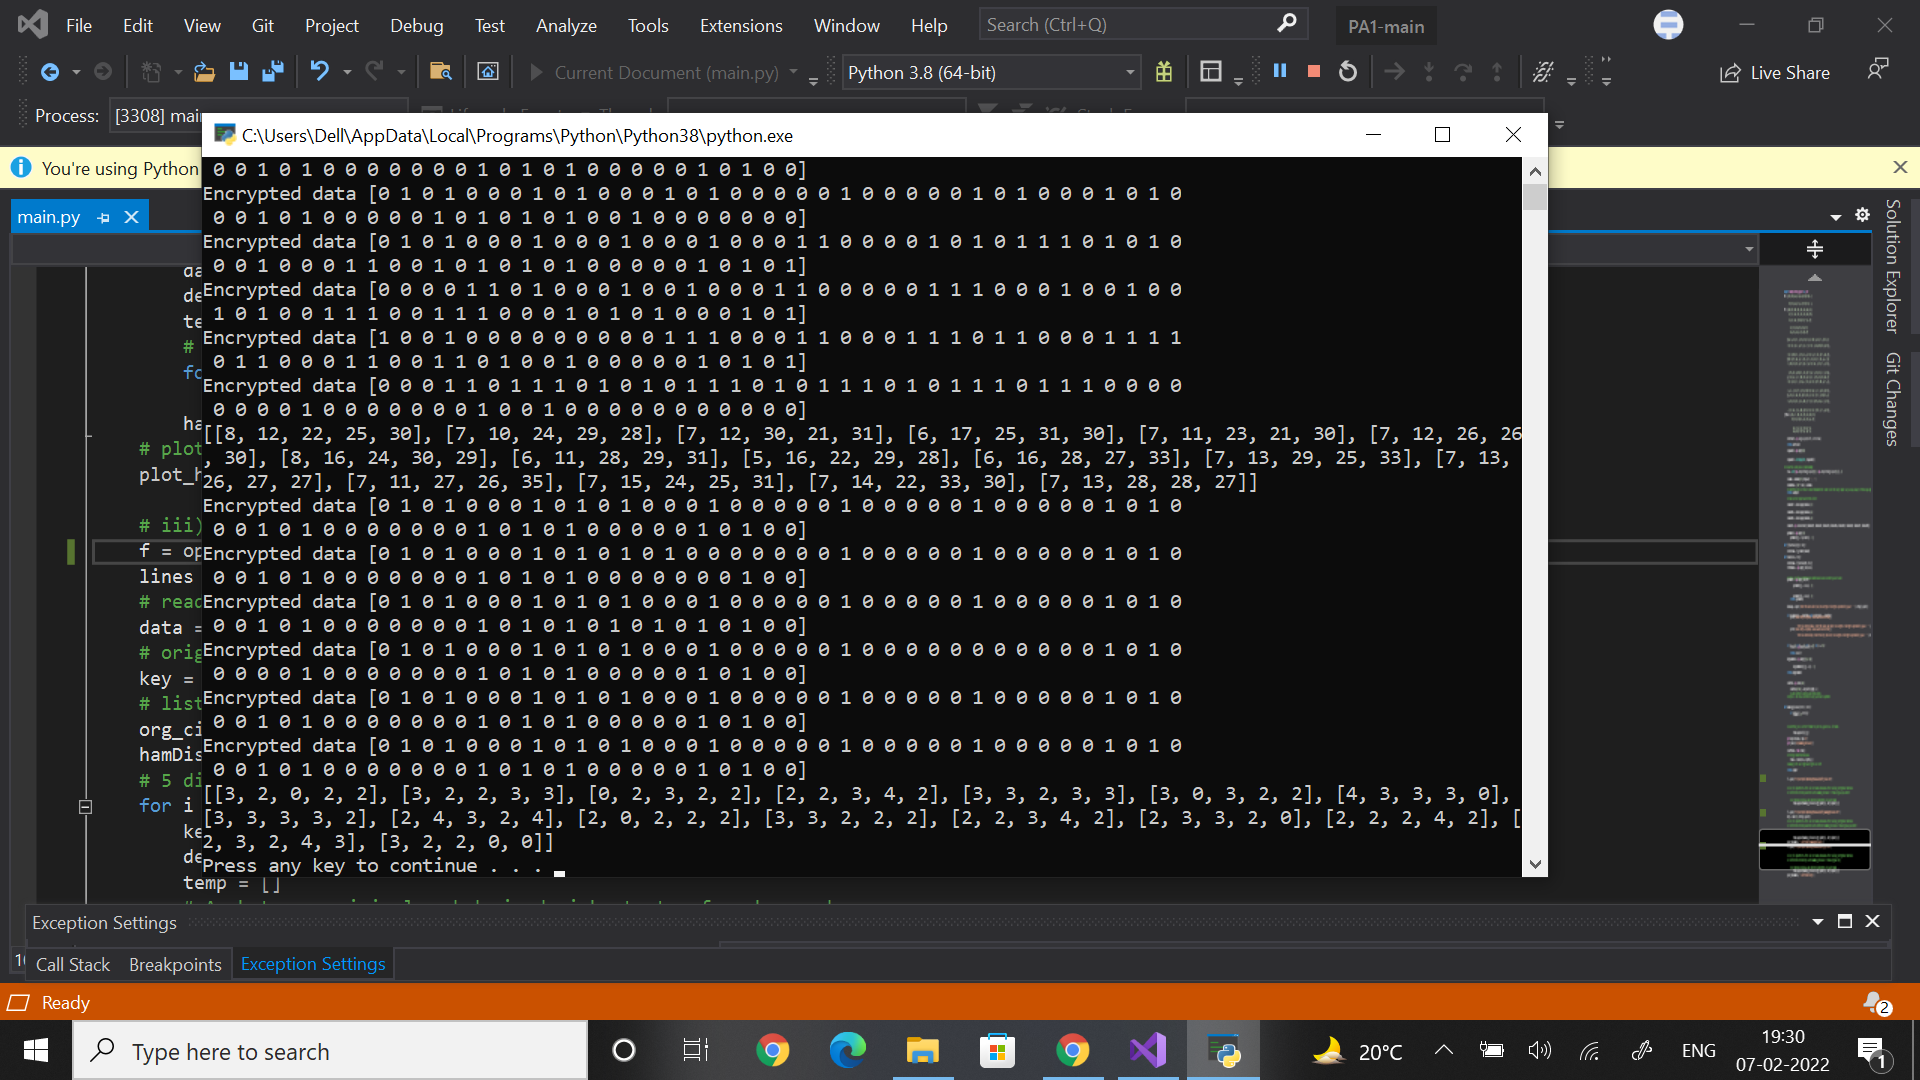 File Edit View Git Project Debug Test Analyze Tools Extensions Window Help Search (Ctrl+Q) PA1-main
Current Document (main.py) Python 3.8 (64-bit) Live Share
Process: [3308] mai
C:\Users\Dell\AppData\Local\Programs\Python\Python38\python.exe
You're using Python
main.py
0 0 1 0 1 0 0 0 0 0 0 0 1 0 1 0 1 0 0 0 0 0 1 0 1 0 0]
Encrypted data [0 1 0 1 0 0 0 1 0 1 0 0 0 1 0 1 0 0 0 0 0 1 0 0 0 0 0 1 0 1 0 0 0 1 0 1 0
0 0 1 0 1 0 0 0 0 0 1 0 1 0 1 0 1 0 0 1 0 0 0 0 0 0 0]
Encrypted data [0 1 0 1 0 0 0 1 0 0 0 1 0 0 0 1 0 0 0 1 1 0 0 0 0 1 0 1 0 1 1 1 0 1 0 1 0
0 0 1 0 0 0 1 1 0 0 1 0 1 0 1 0 1 0 0 0 0 0 1 0 1 0 1]
Encrypted data [0 0 0 0 1 1 0 1 0 0 0 1 0 0 1 0 0 0 1 1 0 0 0 0 0 1 1 1 0 0 0 1 0 0 1 0 0
1 0 1 0 0 1 1 1 0 0 1 1 1 0 0 0 1 0 1 0 1 0 0 0 1 0 1]
Encrypted data [1 0 0 1 0 0 0 0 0 0 0 0 0 1 1 1 0 0 0 1 1 0 0 0 1 1 1 0 1 1 0 0 0 1 1 1 1
0 1 1 0 0 0 1 1 0 0 1 1 0 1 0 0 1 0 0 0 0 0 1 0 1 0 1]
Encrypted data [0 0 0 1 1 0 1 1 1 0 1 0 1 0 1 1 1 0 1 0 1 1 1 0 1 0 1 1 1 0 1 1 1 0 0 0 0
0 0 0 0 1 0 0 0 0 0 0 0 1 0 0 1 0 0 0 0 0 0 0 0 0 0 0]
[[8, 12, 22, 25, 30], [7, 10, 24, 29, 28], [7, 12, 30, 21, 31], [6, 17, 25, 31, 30], [7, 11, 23, 21, 30], [7, 12, 26, 26
, 30], [8, 16, 24, 30, 29], [6, 11, 28, 29, 31], [5, 16, 22, 29, 28], [6, 16, 28, 27, 33], [7, 13, 29, 25, 33], [7, 13,
26, 27, 27], [7, 11, 27, 26, 35], [7, 15, 24, 25, 31], [7, 14, 22, 33, 30], [7, 13, 28, 28, 27]]
Encrypted data [0 1 0 1 0 0 0 1 0 1 0 1 0 0 0 1 0 0 0 0 0 1 0 0 0 0 0 1 0 0 0 0 0 1 0 1 0
0 0 1 0 1 0 0 0 0 0 0 0 1 0 1 0 1 0 0 0 0 0 1 0 1 0 0]
Encrypted data [0 1 0 1 0 0 0 1 0 1 0 1 0 1 0 0 0 0 0 0 0 1 0 0 0 0 0 1 0 0 0 0 0 1 0 1 0
0 0 1 0 1 0 0 0 0 0 0 0 1 0 1 0 1 0 0 0 0 0 0 0 1 0 0]
Encrypted data [0 1 0 1 0 0 0 1 0 1 0 1 0 0 0 1 0 0 0 0 0 1 0 0 0 0 0 1 0 0 0 0 0 1 0 1 0
0 0 1 0 1 0 0 0 0 0 0 0 1 0 1 0 1 0 1 0 1 0 1 0 1 0 0]
Encrypted data [0 1 0 1 0 0 0 1 0 1 0 1 0 0 0 1 0 0 0 0 0 1 0 0 0 0 0 0 0 0 0 0 0 1 0 1 0
0 0 0 0 1 0 0 0 0 0 0 0 1 0 1 0 1 0 0 0 0 0 1 0 1 0 0]
Encrypted data [0 1 0 1 0 0 0 1 0 1 0 1 0 0 0 1 0 0 0 0 0 1 0 0 0 0 0 1 0 0 0 0 0 1 0 1 0
0 0 1 0 1 0 0 0 0 0 0 0 1 0 1 0 1 0 0 0 0 0 1 0 1 0 0]
Encrypted data [0 1 0 1 0 0 0 1 0 1 0 1 0 0 0 1 0 0 0 0 0 1 0 0 0 0 0 1 0 0 0 0 0 1 0 1 0
0 0 1 0 1 0 0 0 0 0 0 0 1 0 1 0 1 0 0 0 0 0 1 0 1 0 0]
[[3, 2, 0, 2, 2], [3, 2, 2, 3, 3], [0, 2, 3, 2, 2], [2, 2, 3, 4, 2], [3, 3, 2, 3, 3], [3, 0, 3, 2, 2], [4, 3, 3, 3, 0],
[3, 3, 3, 3, 2], [2, 4, 3, 2, 4], [2, 0, 2, 2, 2], [3, 3, 2, 2, 2], [2, 2, 3, 4, 2], [2, 3, 3, 2, 0], [2, 2, 2, 4, 2], [
2, 3, 2, 4, 3], [3, 2, 2, 0, 0]]
Press any key to continue . . .
da
de
te
#
fo
ha
# plot
plot_h
# iii)
f = op
lines
# read
data =
# orig
key =
# list
org_ci
hamDis
# 5 di
for i
ke
de
temp = []
Solution Explorer
Git Changes
Exception Settings
Call Stack Breakpoints Exception Settings
Ready 2
Type here to search 20°C ENG 19:30
07-02-2022 1